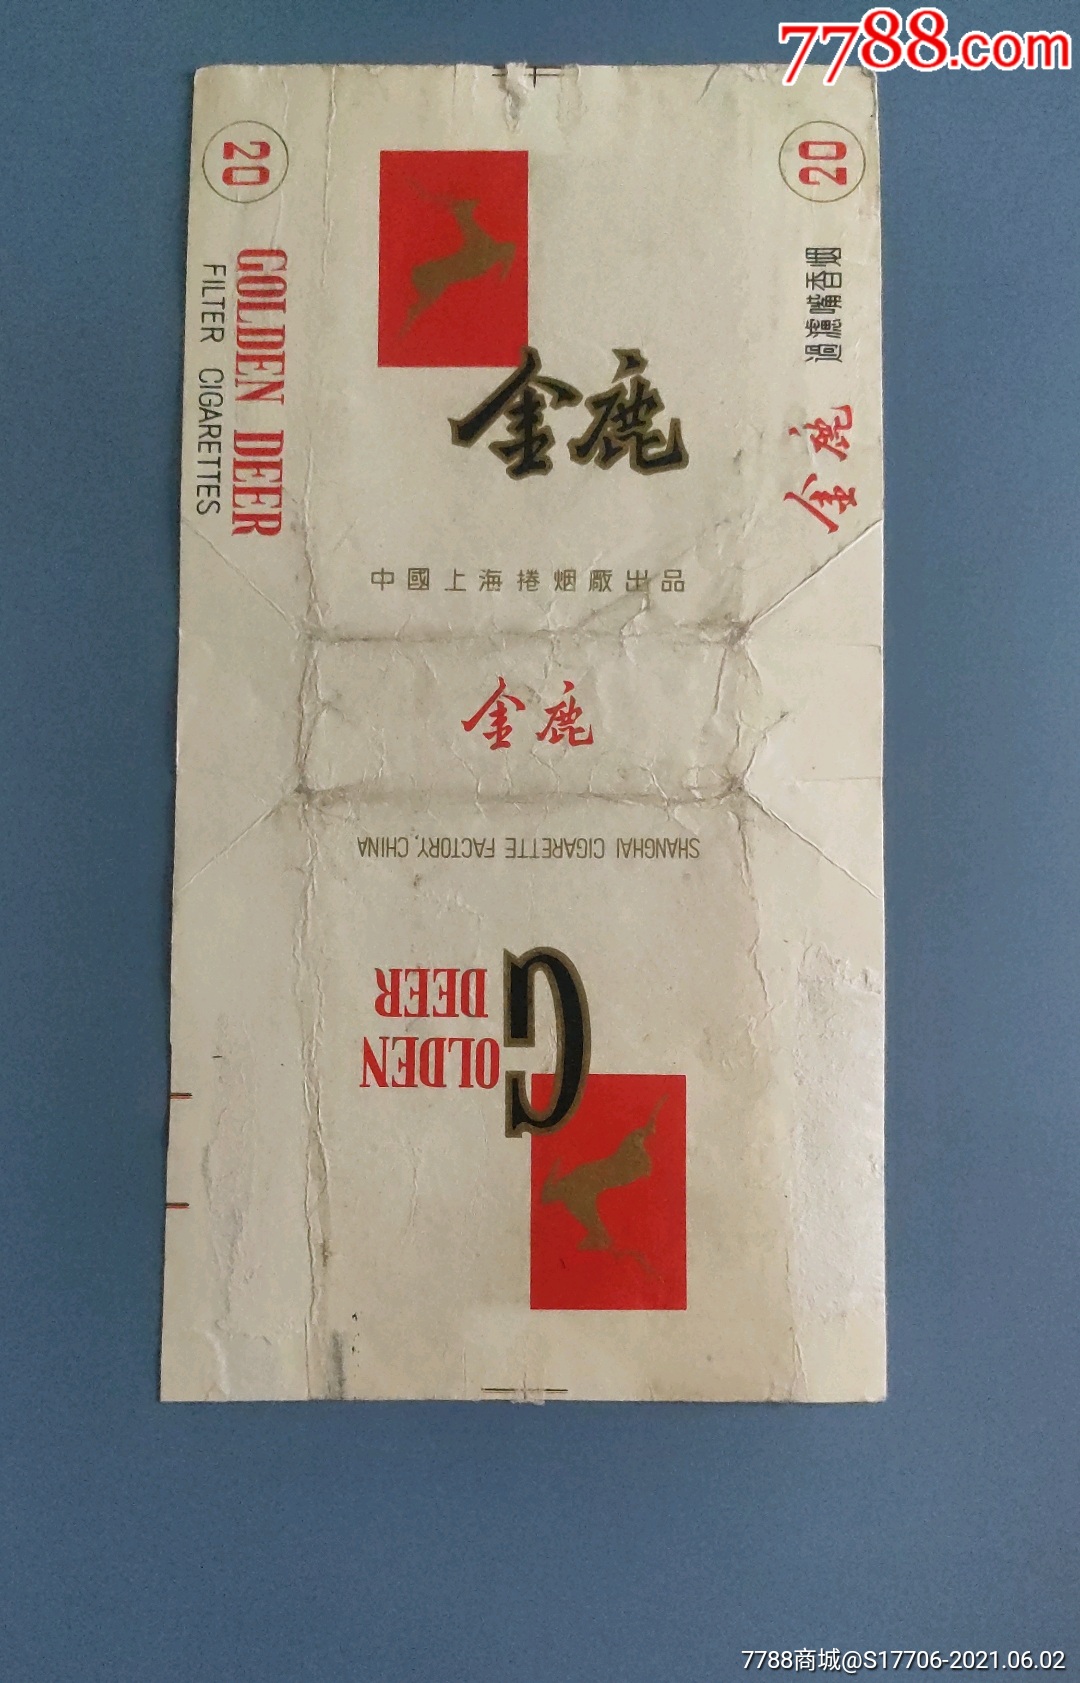 7788.com
20
GOLDEN DEER
FILTER CIGARETTES
20
過濾嘴香烟
金鹿
金鹿
中國上海捲烟廠出品
金鹿
SHANGHAI CIGARETTE FACTORY, CHINA
GOLDEN
DEER
7788商城@S17706-2021.06.02